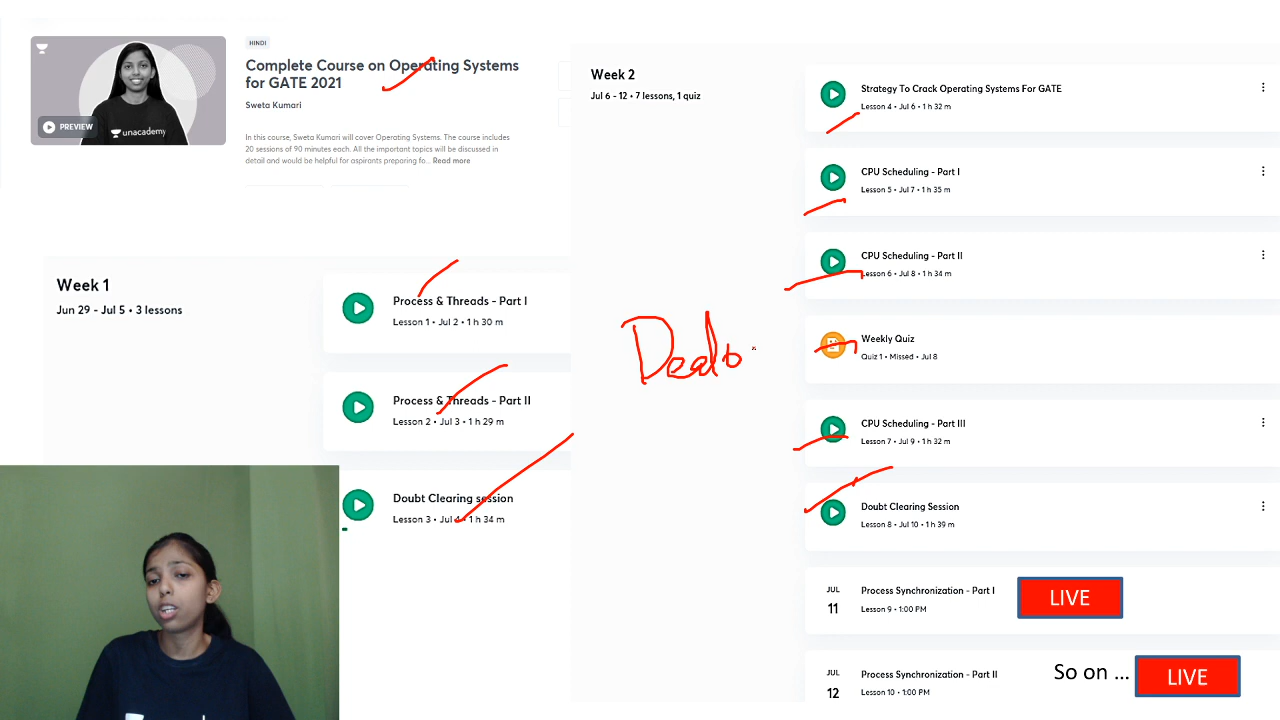 HINDI
Complete Course on Operating Systems
for GATE 2021
Sweta Kumari
PREVIEW
unacademy
In this course, Sweta Kumari will cover Operating Systems. The course includes
20 sessions of 90 minutes each. All the important topics will be discussed in
detail and would be helpful for aspirants preparing fo... Read more
Week 1
Jun 29 - Jul 5 • 3 lessons
Process & Threads - Part I
Lesson 1 • Jul 2 • 1 h 30 m
Process & Threads - Part II
Lesson 2 • Jul 3 • 1 h 29 m
Doubt Clearing session
Lesson 3 • Jul 4 • 1 h 34 m
Week 2
Jul 6 - 12 • 7 lessons, 1 quiz
Strategy To Crack Operating Systems For GATE
Lesson 4 • Jul 6 • 1 h 32 m
CPU Scheduling - Part I
Lesson 5 • Jul 7 • 1 h 35 m
CPU Scheduling - Part II
Lesson 6 • Jul 8 • 1 h 34 m
Weekly Quiz
Quiz 1 • Missed • Jul 8
CPU Scheduling - Part III
Lesson 7 • Jul 9 • 1 h 32 m
Doubt Clearing Session
Lesson 8 • Jul 10 • 1 h 39 m
JUL
11
Process Synchronization - Part I
Lesson 9 • 1:00 PM
LIVE
JUL
12
Process Synchronization - Part II
Lesson 10 • 1:00 PM
So on ...
LIVE